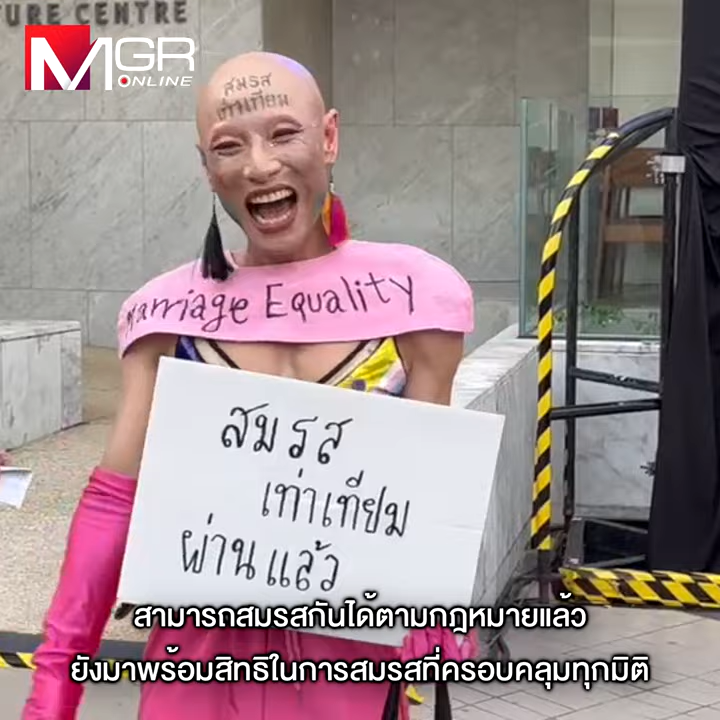 TURE CENTRE
MGR
ONLINE
สมรส
เท่าเทียม
Marriage Equality
สมรส
เท่าเทียม
ผ่านแล้ว
สามารถสมรสกันได้ตามกฎหมายแล้ว
ยังมาพร้อมสิทธิในการสมรสที่ครอบคลุมทุกมิติ